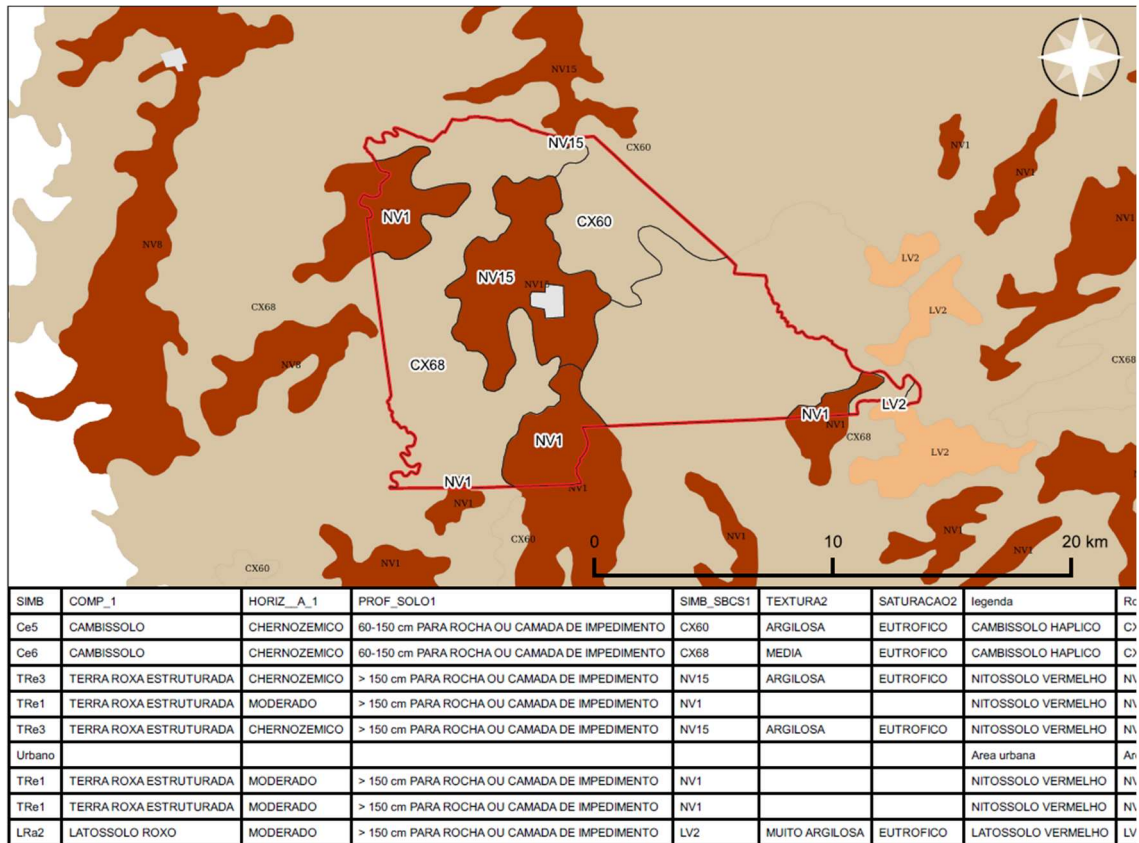 NV15
NV15
CX60
NV1
NV1
NV1
NV1
CX60
NV8
NV15
NV15
LV2
LV2
CX68
NV8
CX68
CX68
LV2
NV1
NV1
CX68
NV1
LV2
NV1
NV1
NV1
NV1
NV1
CX60
NV1
NV1
CX60
NV1
0 10 20 km
SIMB COMP_1 HORIZ__A_1 PROF_SOLO1 SIMB_SBCS1 TEXTURA2 SATURACAO2 legenda
Ce5 CAMBISSOLO CHERNOZEMICO 60-150 cm PARA ROCHA OU CAMADA DE IMPEDIMENTO CX60 ARGILOSA EUTROFICO CAMBISSOLO HAPLICO
Ce6 CAMBISSOLO CHERNOZEMICO 60-150 cm PARA ROCHA OU CAMADA DE IMPEDIMENTO CX68 MEDIA EUTROFICO CAMBISSOLO HAPLICO
TRe3 TERRA ROXA ESTRUTURADA CHERNOZEMICO > 150 cm PARA ROCHA OU CAMADA DE IMPEDIMENTO NV15 ARGILOSA EUTROFICO NITOSSOLO VERMELHO
TRe1 TERRA ROXA ESTRUTURADA MODERADO > 150 cm PARA ROCHA OU CAMADA DE IMPEDIMENTO NV1 NITOSSOLO VERMELHO
TRe3 TERRA ROXA ESTRUTURADA CHERNOZEMICO > 150 cm PARA ROCHA OU CAMADA DE IMPEDIMENTO NV15 ARGILOSA EUTROFICO NITOSSOLO VERMELHO
Urbano Area urbana
TRe1 TERRA ROXA ESTRUTURADA MODERADO > 150 cm PARA ROCHA OU CAMADA DE IMPEDIMENTO NV1 NITOSSOLO VERMELHO
TRe1 TERRA ROXA ESTRUTURADA MODERADO > 150 cm PARA ROCHA OU CAMADA DE IMPEDIMENTO NV1 NITOSSOLO VERMELHO
LRa2 LATOSSOLO ROXO MODERADO > 150 cm PARA ROCHA OU CAMADA DE IMPEDIMENTO LV2 MUITO ARGILOSA EUTROFICO LATOSSOLO VERMELHO